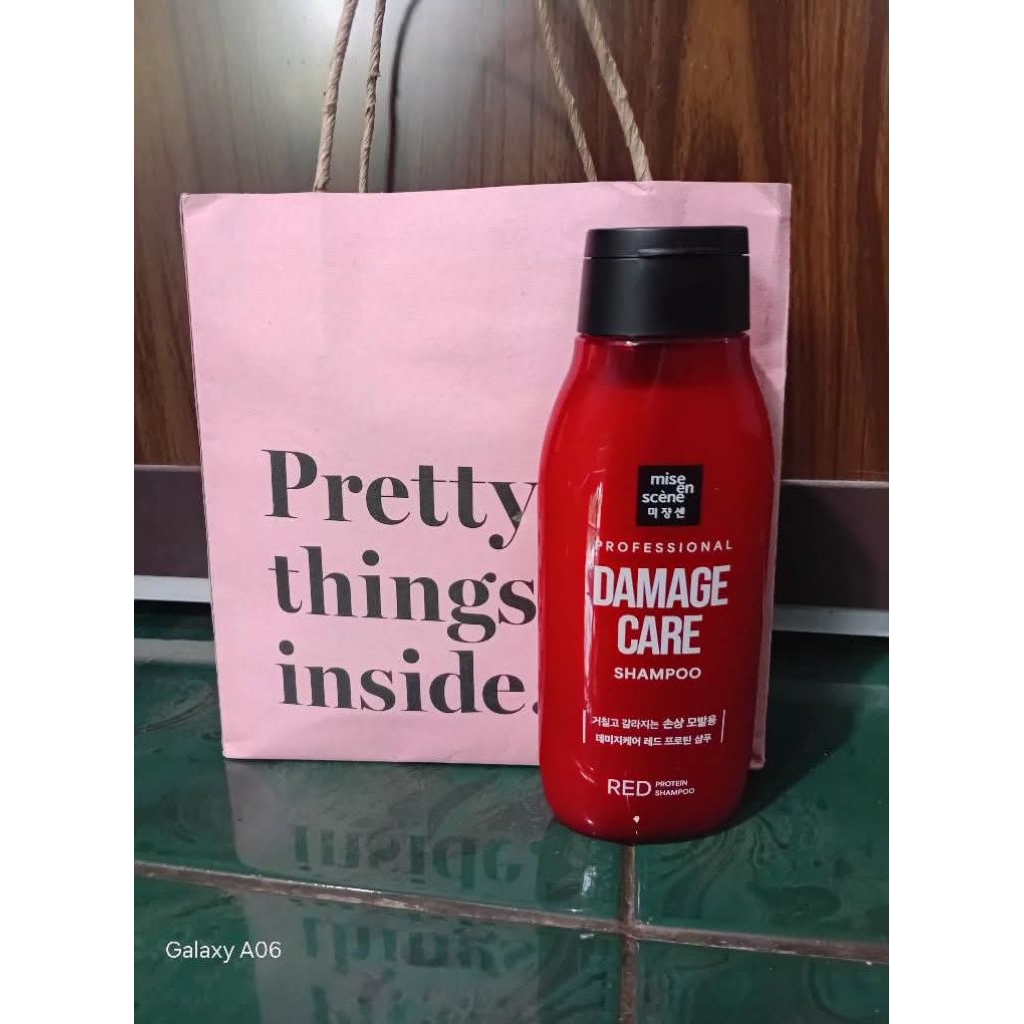 Pretty
things
inside.
mise
en
scène
미쟝센
PROFESSIONAL
DAMAGE
CARE
SHAMPOO
거칠고 갈라지는 손상 모발용
데미지케어 레드 프로틴 샴푸
RED PROTEIN
SHAMPOO
Galaxy A06